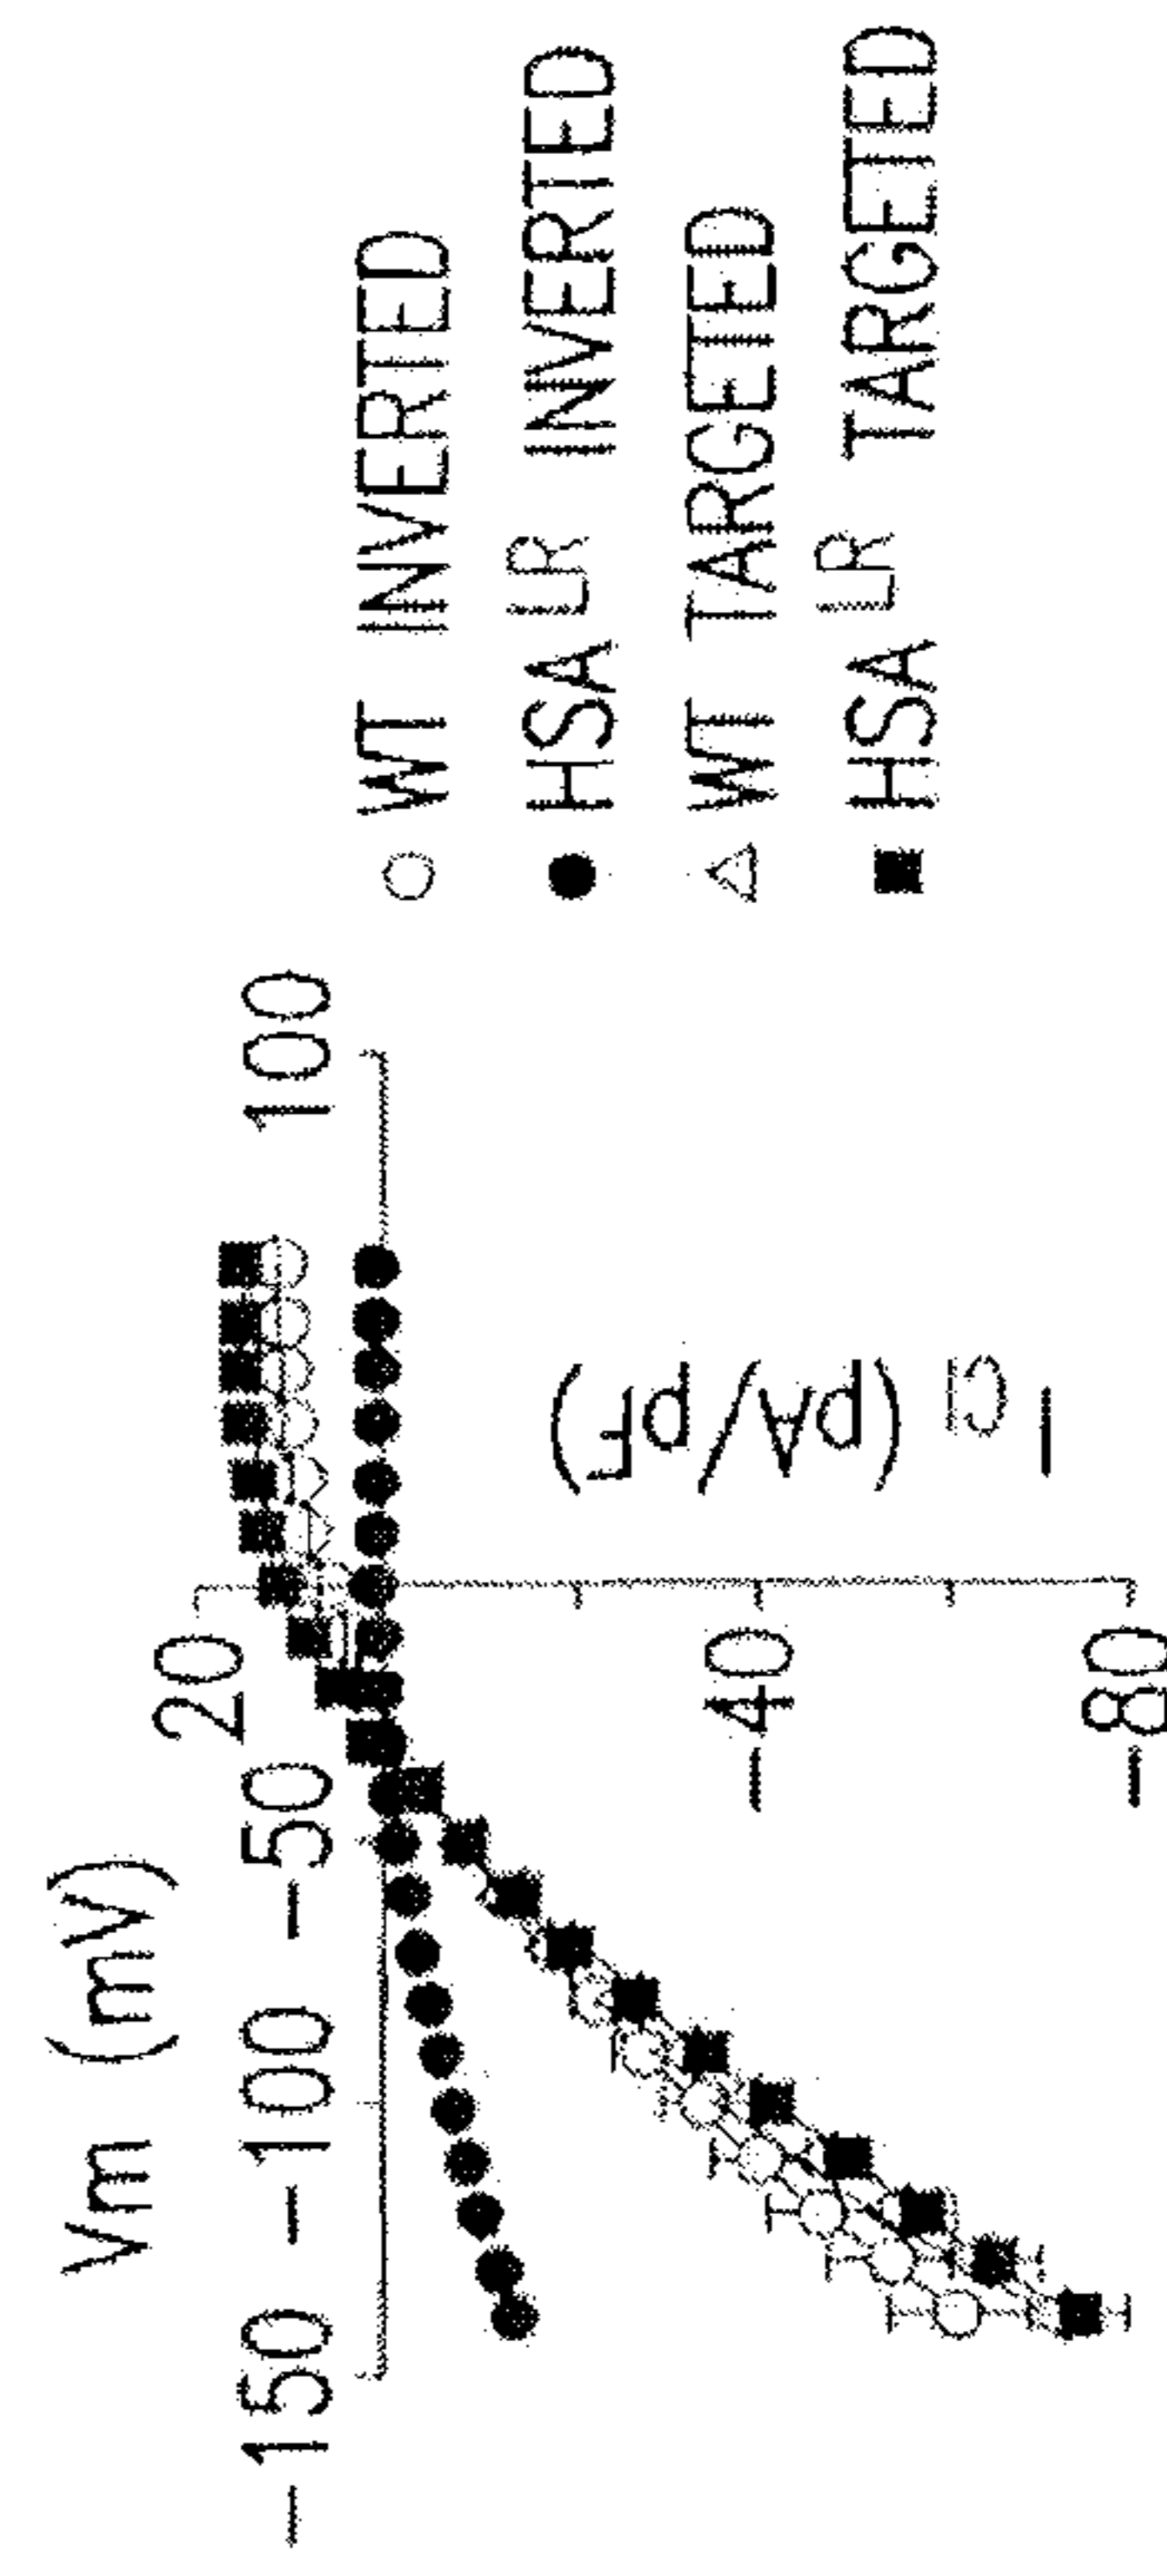 Vm (mV)
20
-150 -100 -50 100
-40
-80
I Cl (pA/pF)
WT INVERTED
HSA LR INVERTED
WT TARGETED
HSA LR TARGETED